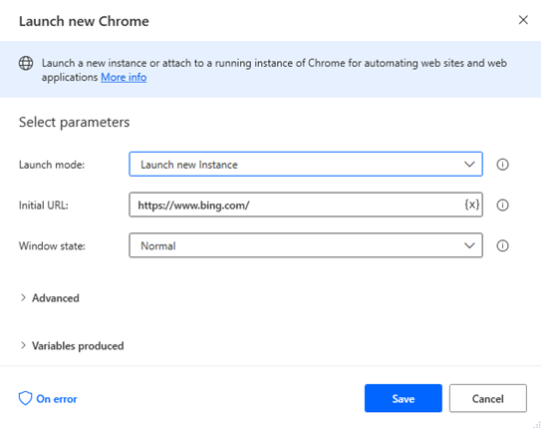 Launch new Chrome
Launch a new instance or attach to a running instance of Chrome for automating web sites and web
applications More info
Select parameters
Launch mode: Launch new Instance
Initial URL: https://www.bing.com/ {x}
Window state: Normal
Advanced
Variables produced
On error Save Cancel